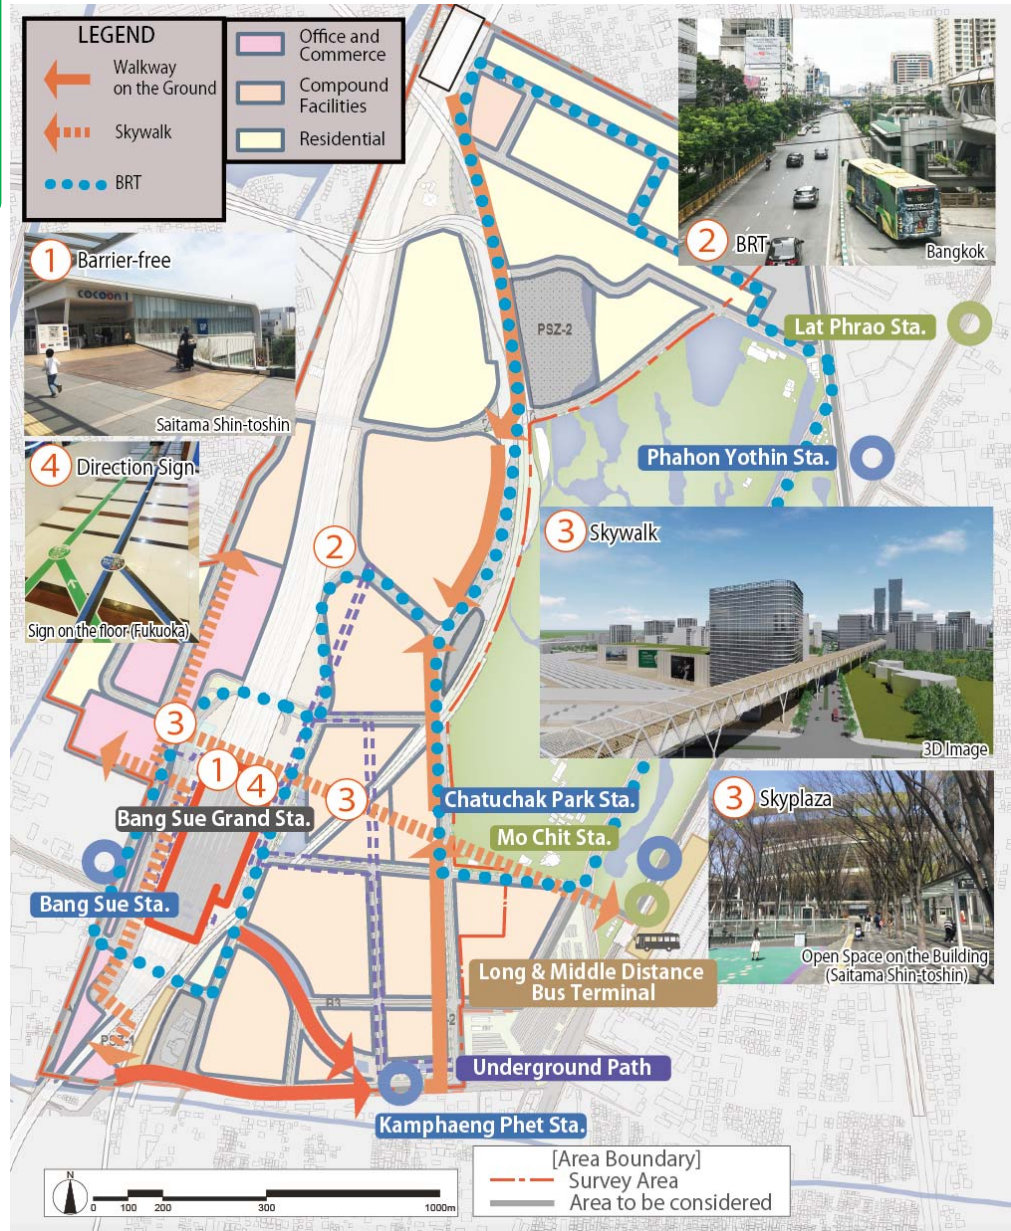 LEGEND
Walkway
on the Ground
Skywalk
BRT
Office and
Commerce
Compound
Facilities
Residential
1 Barrier-free
cocoon 1
Saitama Shin-toshin
2 BRT
Bangkok
Lat Phrao Sta.
PSZ-2
Phahon Yothin Sta.
4 Direction Sign
Sign on the floor (Fukuoka)
2
3 Skywalk
3D Image
3
1
4
3
Bang Sue Grand Sta.
Chatuchak Park Sta.
Mo Chit Sta.
3 Skyplaza
Open Space on the Building
(Saitama Shin-toshin)
Bang Sue Sta.
Long & Middle Distance
Bus Terminal
PSZ-1
Underground Path
Kamphaeng Phet Sta.
N
0 100 200 300 1000m
[Area Boundary]
Survey Area
Area to be considered